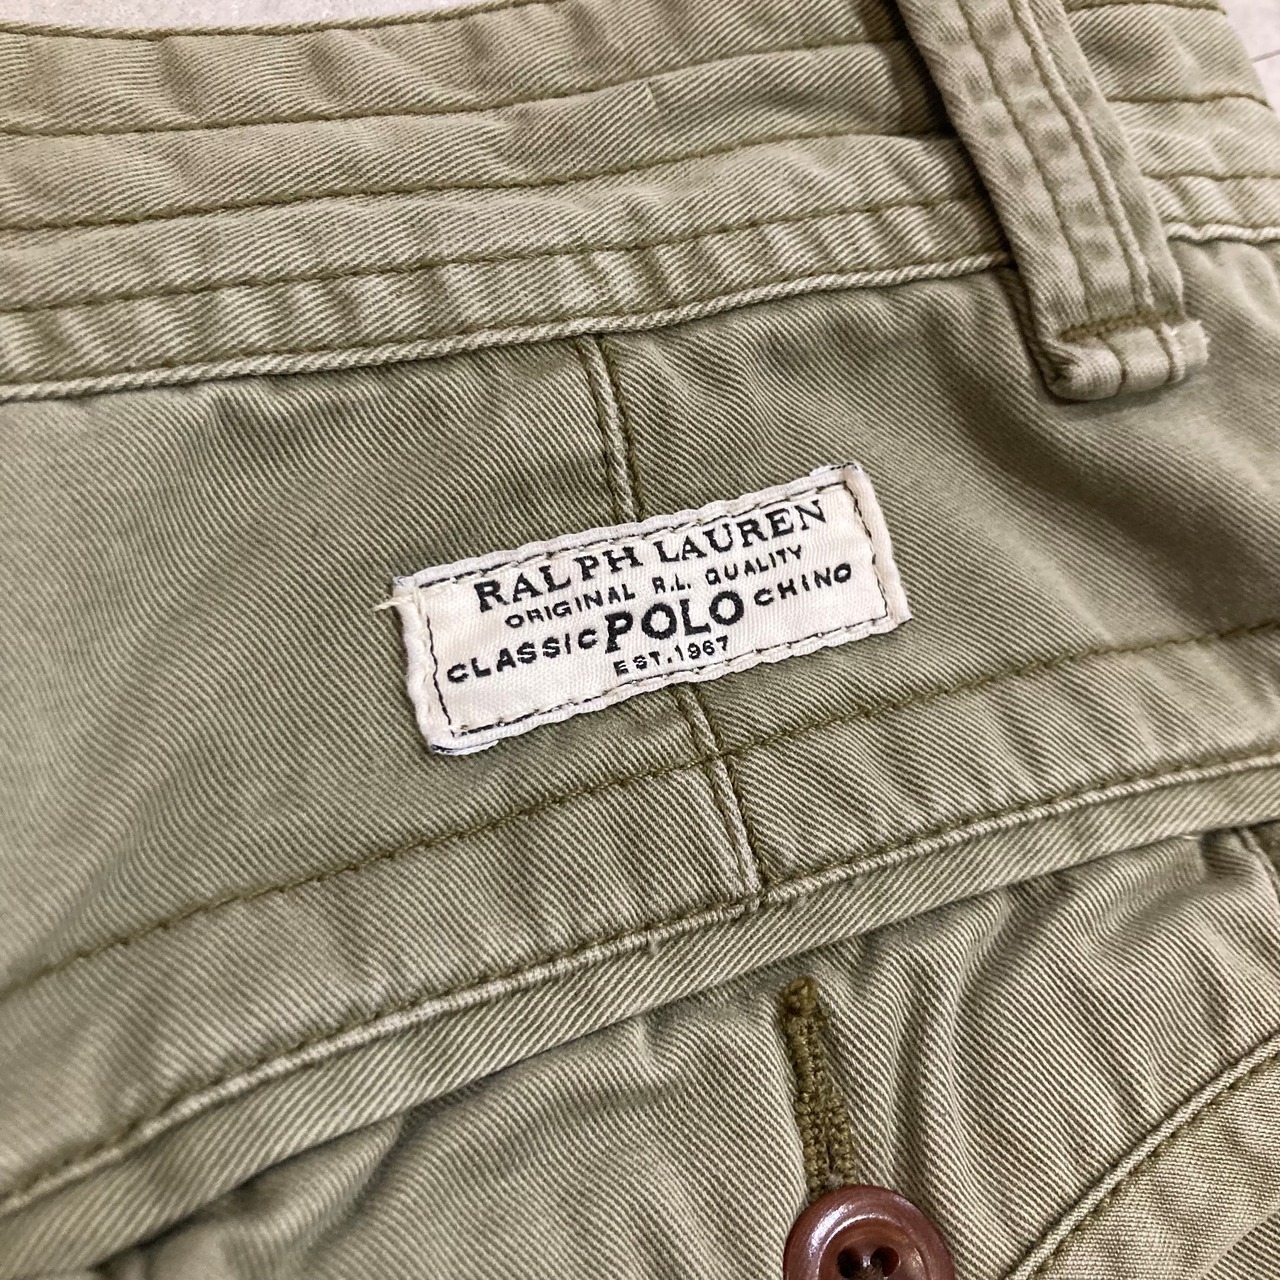 RALPH LAUREN
ORIGINAL R.L. QUALITY
CLASSIC POLO CHINO
EST. 1967